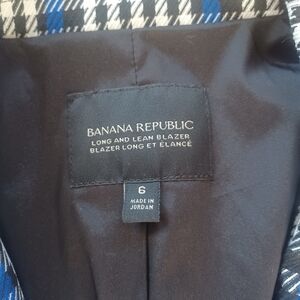 BANANA REPUBLIC
LONG AND LEAN BLAZER
BLAZER LONG ET ÉLANCÉ
6
MADE IN
JORDAN